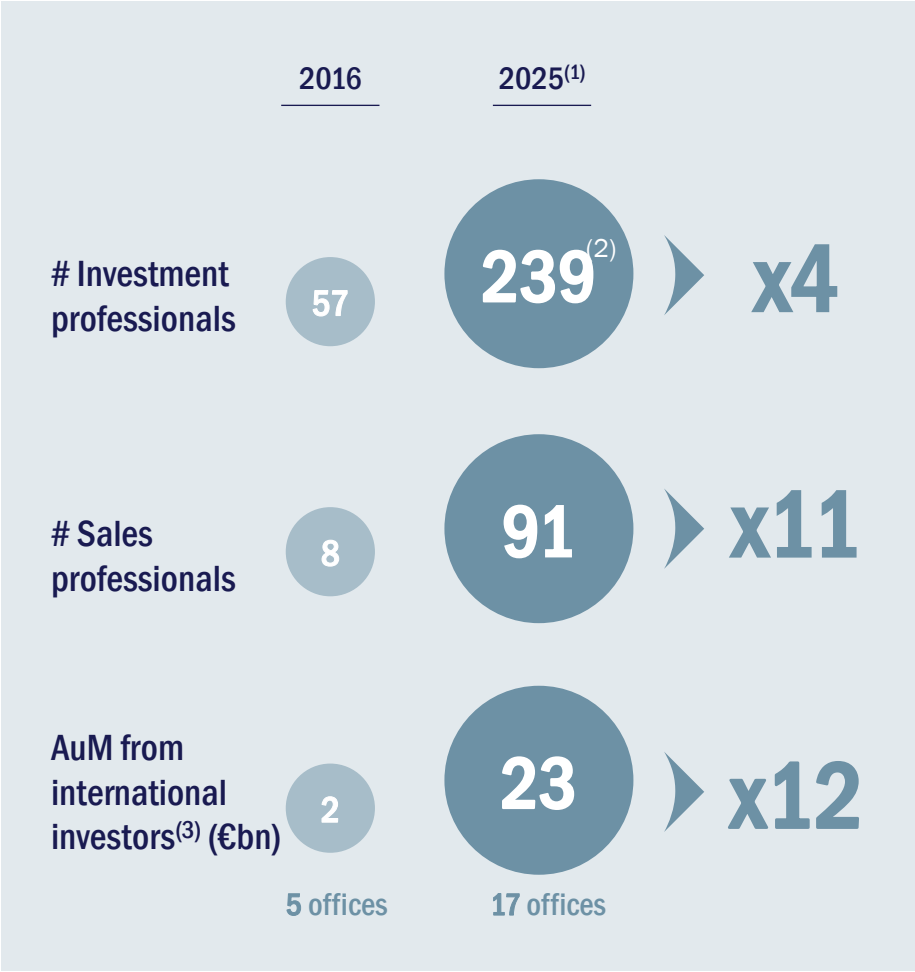 2016 2025(1)
# Investment
professionals
57
239(2)
x4
# Sales
professionals
8
91
x11
AuM from
international
investors(3) (€bn)
2
23
x12
5 offices 17 offices